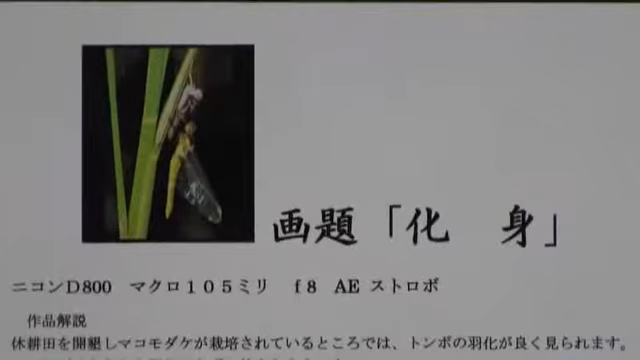 画題「化　身」
ニコンD800　マクロ１０５ミリ　ｆ8　AE ストロボ
作品解説
休耕田を開墾しマコモダケが栽培されているところでは、トンボの羽化が良く見られます。